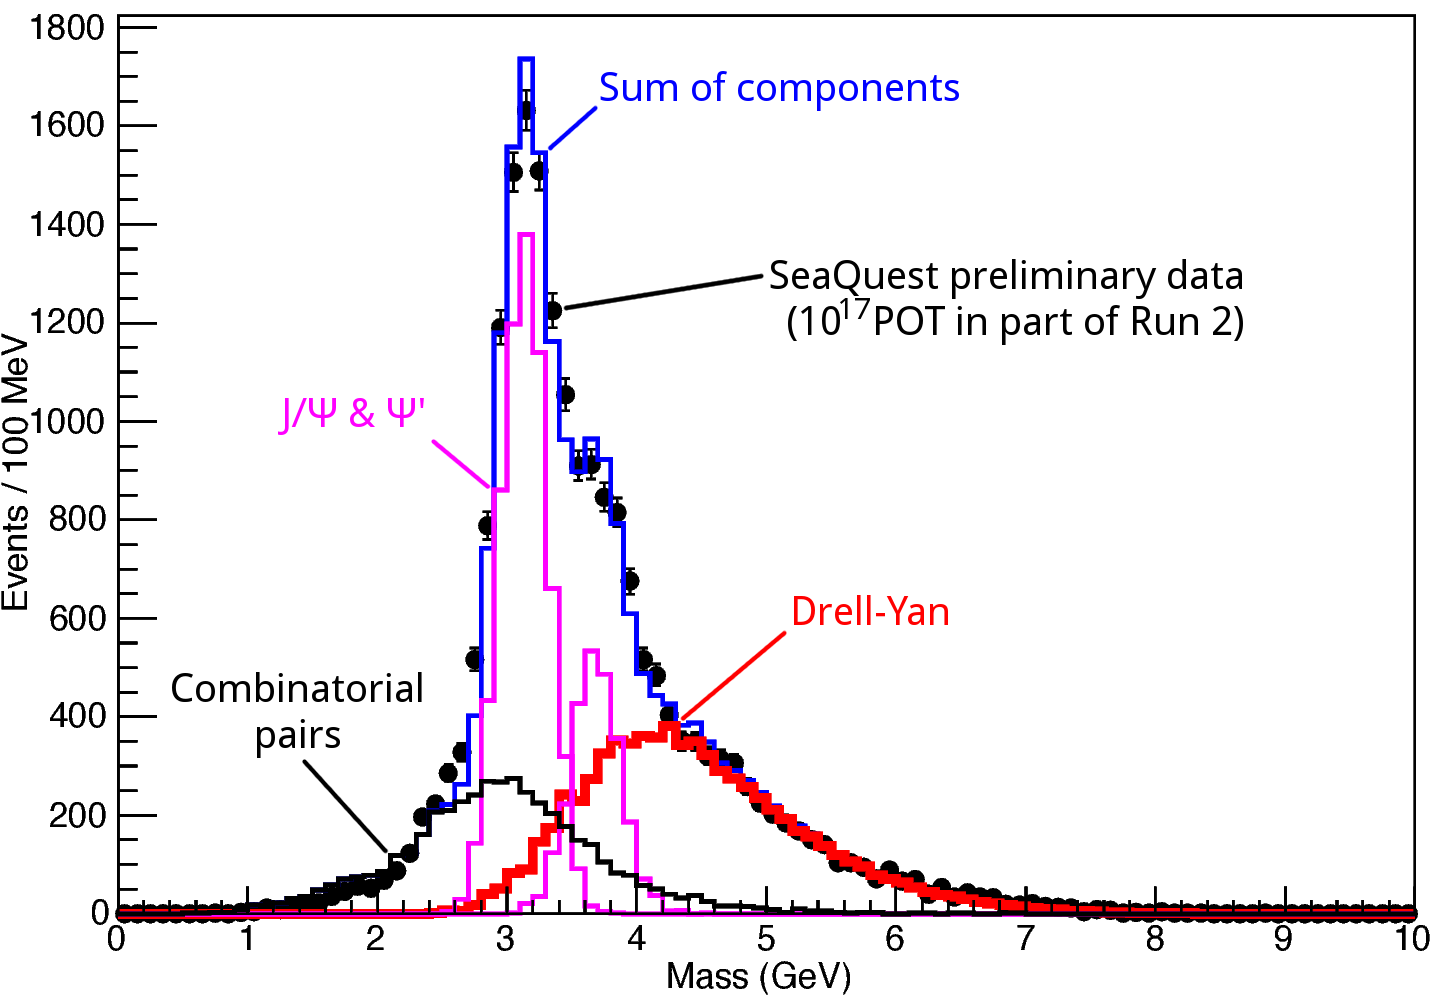 1800
1600
1400
1200
1000
800
600
400
200
0
Events / 100 MeV
Sum of components
SeaQuest preliminary data
(10¹⁷POT in part of Run 2)
J/Ψ & Ψ'
Drell-Yan
Combinatorial
pairs
0 1 2 3 4 5 6 7 8 9 10
Mass (GeV)